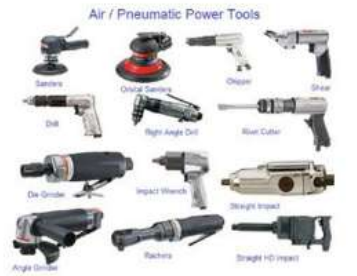 Air / Pneumatic Power Tools
Sanders
Orbital Sanders
Chipper
Shear
Drill
Right Angle Drill
Rivet Cutter
Die Grinder
Impact Wrench
Straight Impact
Angle Grinder
Rachets
Straight HD Impact